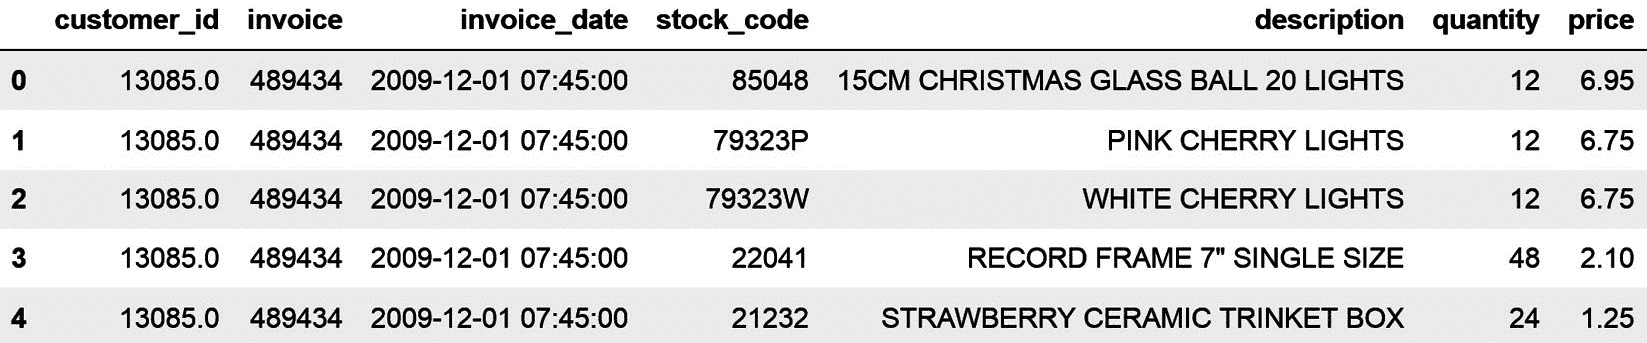 customer_id invoice invoice_date stock_code description quantity price
0 13085.0 489434 2009-12-01 07:45:00 85048 15CM CHRISTMAS GLASS BALL 20 LIGHTS 12 6.95
1 13085.0 489434 2009-12-01 07:45:00 79323P PINK CHERRY LIGHTS 12 6.75
2 13085.0 489434 2009-12-01 07:45:00 79323W WHITE CHERRY LIGHTS 12 6.75
3 13085.0 489434 2009-12-01 07:45:00 22041 RECORD FRAME 7" SINGLE SIZE 48 2.10
4 13085.0 489434 2009-12-01 07:45:00 21232 STRAWBERRY CERAMIC TRINKET BOX 24 1.25